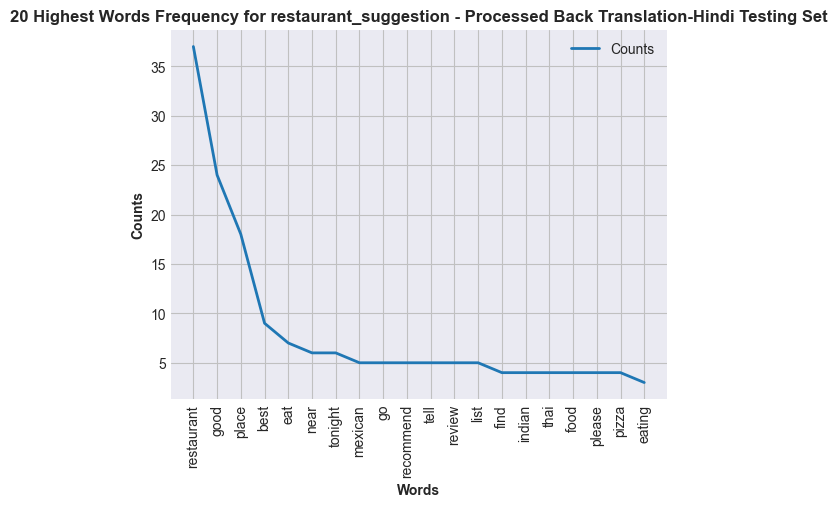 20 Highest Words Frequency for restaurant_suggestion - Processed Back Translation-Hindi Testing Set
Counts
35
30
25
20
15
10
5
Counts
restaurant
good
place
best
eat
near
tonight
mexican
go
recommend
tell
review
list
find
indian
thai
food
please
pizza
eating
Words